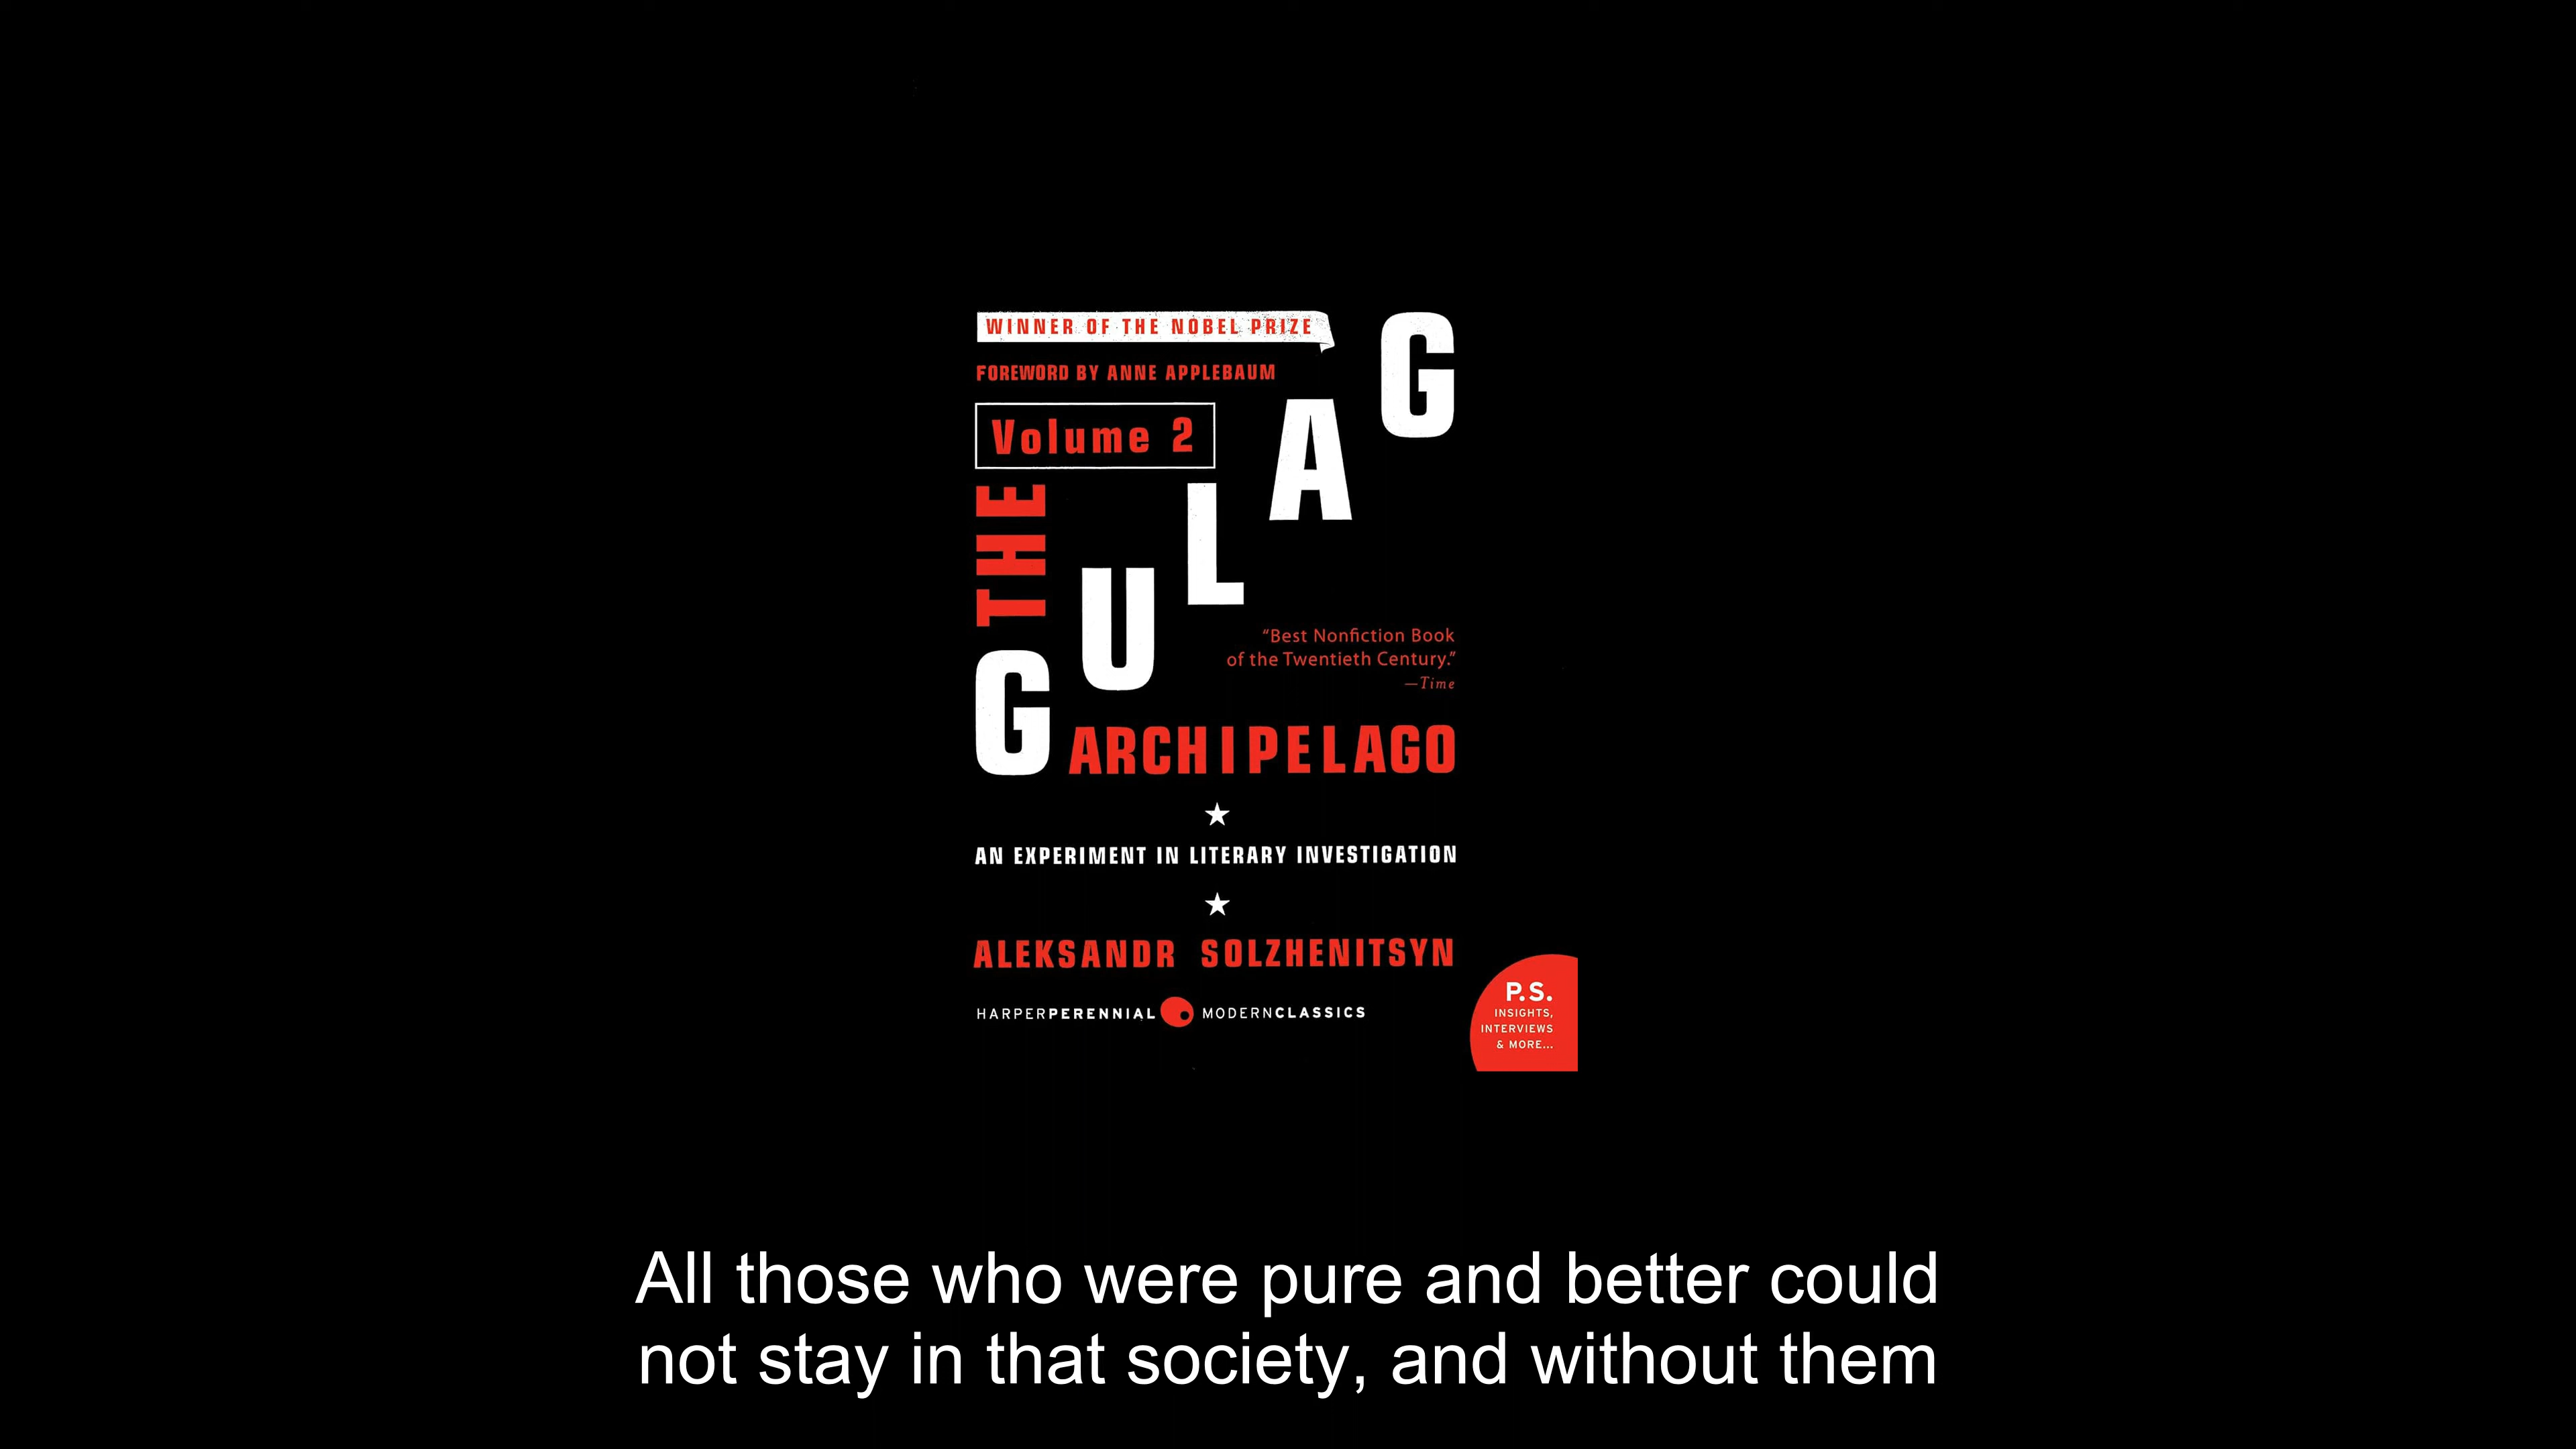 WINNER OF THE NOBEL PRIZE
FOREWORD BY ANNE APPLEBAUM
Volume 2
THE
GULAG
"Best Nonfiction Book
of the Twentieth Century."
—Time
ARCHIPELAGO
AN EXPERIMENT IN LITERARY INVESTIGATION
ALEKSANDR SOLZHENITSYN
HARPERPERENNIAL MODERNCLASSICS
P.S.
INSIGHTS,
INTERVIEWS
& MORE...
All those who were pure and better could
not stay in that society, and without them